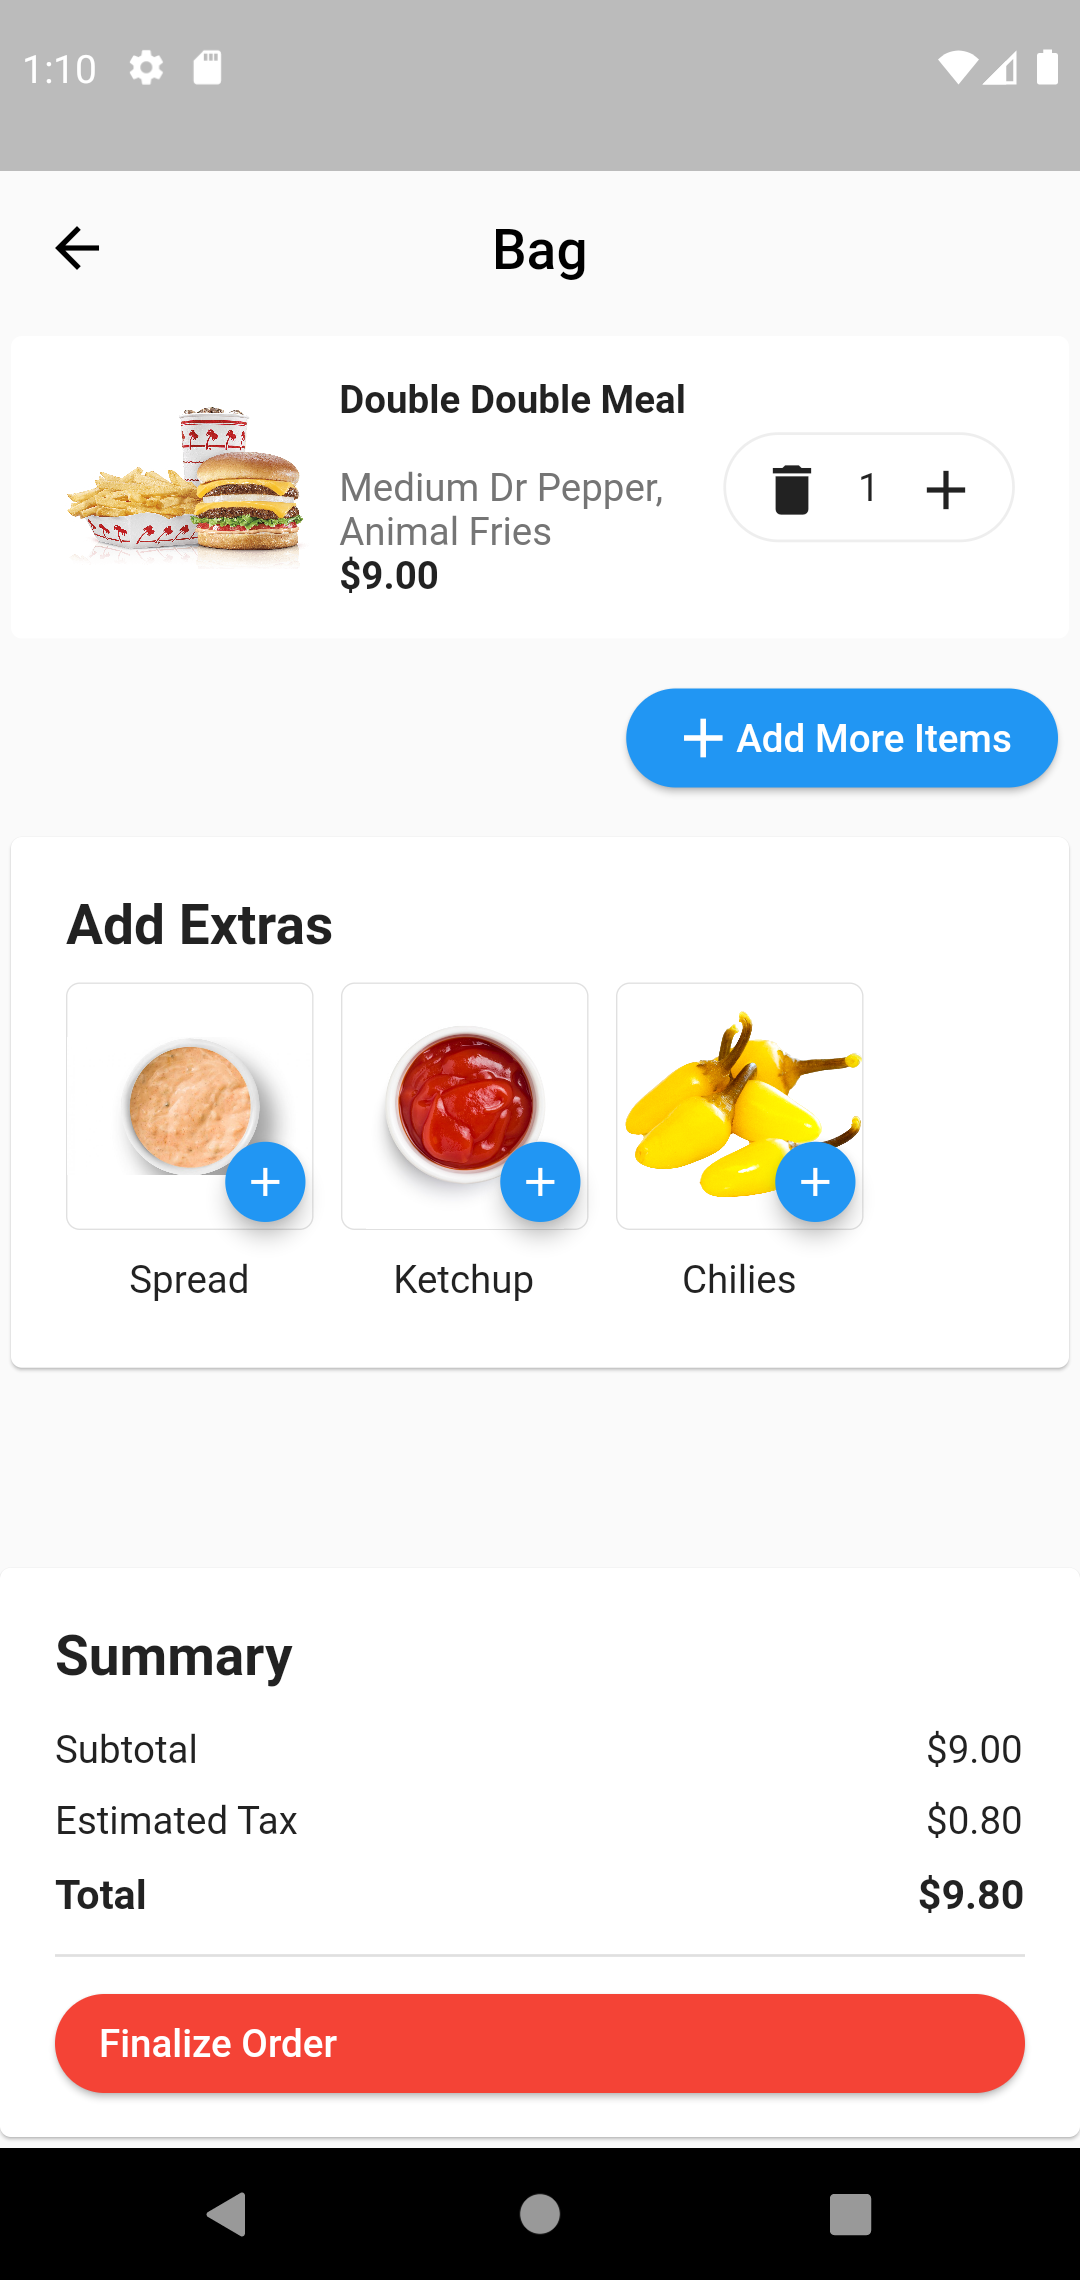 1:10
Bag
Double Double Meal
Medium Dr Pepper,
Animal Fries
$9.00
1
Add More Items
Add Extras
Spread
Ketchup
Chilies
Summary
Subtotal $9.00
Estimated Tax $0.80
Total $9.80
Finalize Order